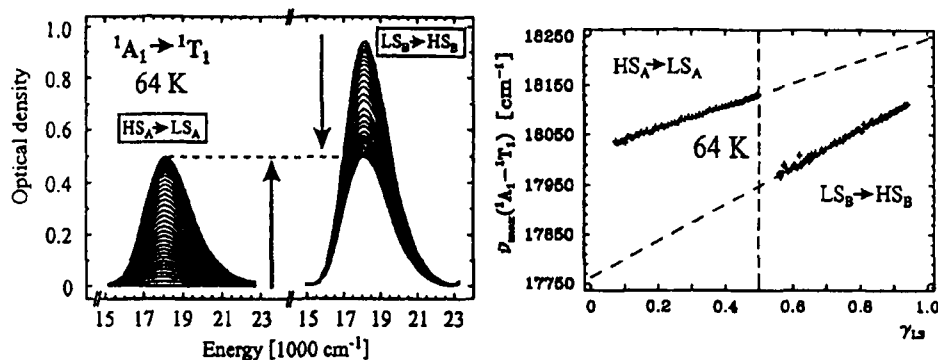 Optical density
1.0
0.8
0.6
0.4
0.2
0
¹A₁→¹T₁
64 K
HS_A→LS_A
LS_B→HS_B
15 17 19 21 23 15 17 19 21 23
Energy [1000 cm⁻¹]
ν̃_max(¹A₁–¹T₁) [cm⁻¹]
18250
18150
18050
17950
17850
17750
HS_A→LS_A
64 K
LS_B→HS_B
0 0.2 0.4 0.6 0.8 1.0
γ_LS